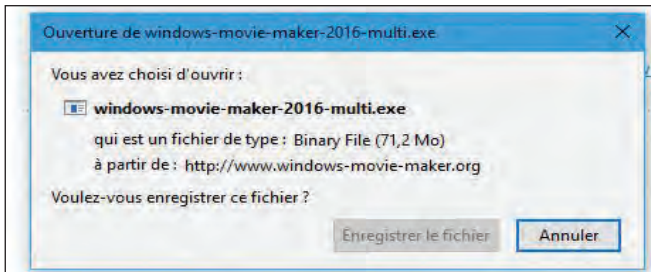 Ouverture de windows-movie-maker-2016-multi.exe
Vous avez choisi d'ouvrir :
windows-movie-maker-2016-multi.exe
qui est un fichier de type : Binary File (71,2 Mo)
à partir de : http://www.windows-movie-maker.org
Voulez-vous enregistrer ce fichier ?
Enregistrer le fichier Annuler